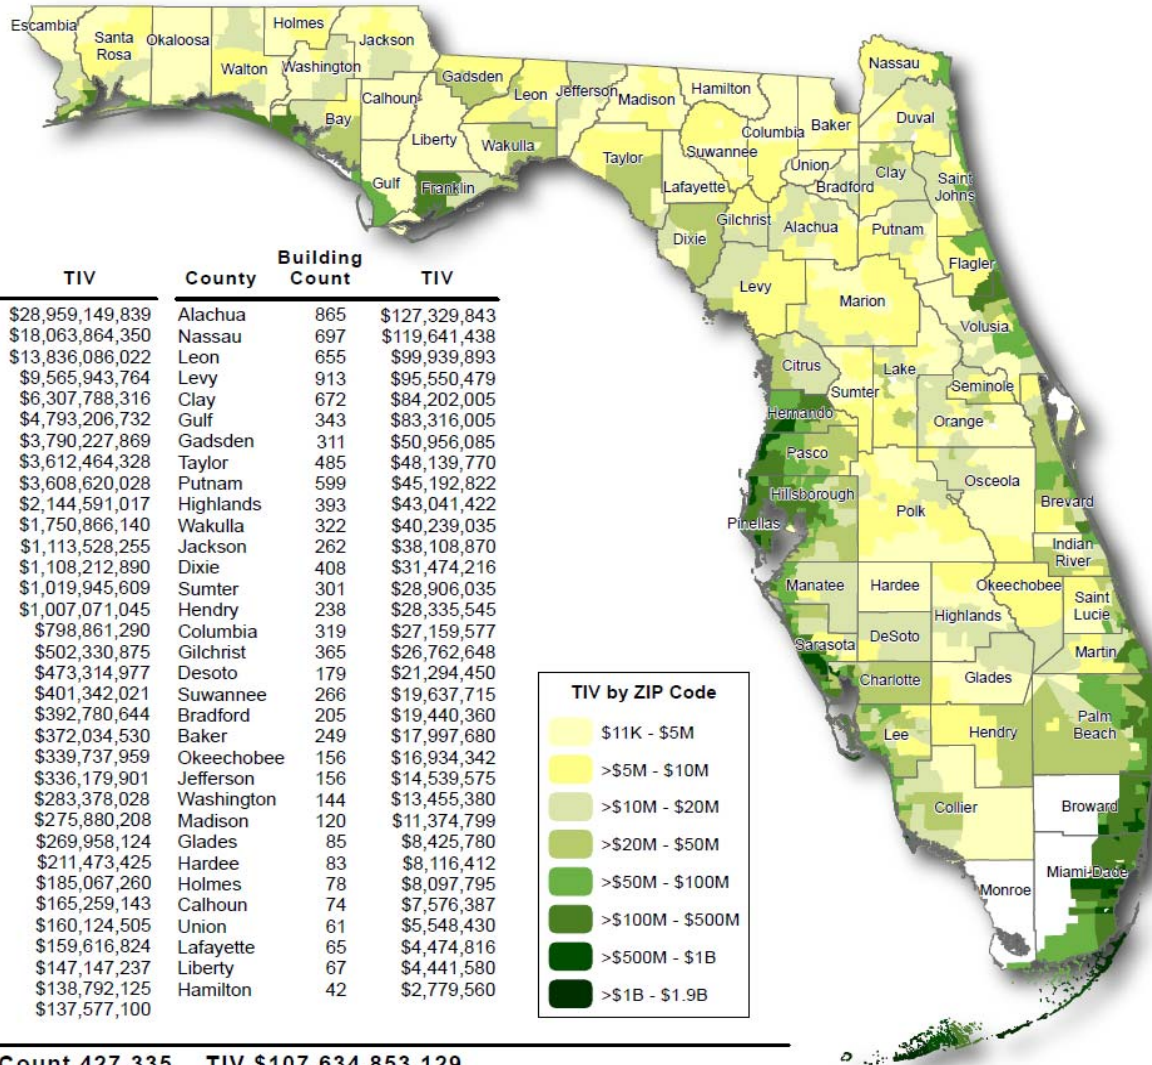 Escambia
Santa
Rosa
Okaloosa
Walton
Holmes
Washington
Jackson
Bay
Calhoun
Gulf
Liberty
Franklin
Gadsden
Leon
Wakulla
Jefferson
Madison
Taylor
Hamilton
Suwannee
Lafayette
Dixie
Columbia
Gilchrist
Baker
Union
Bradford
Alachua
Levy
Nassau
Duval
Clay
Saint
Johns
Putnam
Flagler
Marion
Volusia
Citrus
Sumter
Lake
Seminole
Hernando
Orange
Pasco
Osceola
Hillsborough
Pinellas
Polk
Brevard
Indian
River
Manatee
Hardee
Okeechobee
Highlands
Saint
Lucie
Sarasota
DeSoto
Martin
Charlotte
Glades
Palm
Beach
Lee
Hendry
Collier
Broward
Miami-Dade
Monroe
TIV County Building Count TIV
$28,959,149,839 Alachua 865 $127,329,843
$18,063,864,350 Nassau 697 $119,641,438
$13,836,086,022 Leon 655 $99,939,893
$9,565,943,764 Levy 913 $95,550,479
$6,307,788,316 Clay 672 $84,202,005
$4,793,206,732 Gulf 343 $83,316,005
$3,790,227,869 Gadsden 311 $50,956,085
$3,612,464,328 Taylor 485 $48,139,770
$3,608,620,028 Putnam 599 $45,192,822
$2,144,591,017 Highlands 393 $43,041,422
$1,750,866,140 Wakulla 322 $40,239,035
$1,113,528,255 Jackson 262 $38,108,870
$1,108,212,890 Dixie 408 $31,474,216
$1,019,945,609 Sumter 301 $28,906,035
$1,007,071,045 Hendry 238 $28,335,545
$798,861,290 Columbia 319 $27,159,577
$502,330,875 Gilchrist 365 $26,762,648
$473,314,977 Desoto 179 $21,294,450
$401,342,021 Suwannee 266 $19,637,715
$392,780,644 Bradford 205 $19,440,360
$372,034,530 Baker 249 $17,997,680
$339,737,959 Okeechobee 156 $16,934,342
$336,179,901 Jefferson 156 $14,539,575
$283,378,028 Washington 144 $13,455,380
$275,880,208 Madison 120 $11,374,799
$269,958,124 Glades 85 $8,425,780
$211,473,425 Hardee 83 $8,116,412
$185,067,260 Holmes 78 $8,097,795
$165,259,143 Calhoun 74 $7,576,387
$160,124,505 Union 61 $5,548,430
$159,616,824 Lafayette 65 $4,474,816
$147,147,237 Liberty 67 $4,441,580
$138,792,125 Hamilton 42 $2,779,560
$137,577,100
TIV by ZIP Code
$11K - $5M
>$5M - $10M
>$10M - $20M
>$20M - $50M
>$50M - $100M
>$100M - $500M
>$500M - $1B
>$1B - $1.9B
Count 427,335 TIV $107,634,853,129